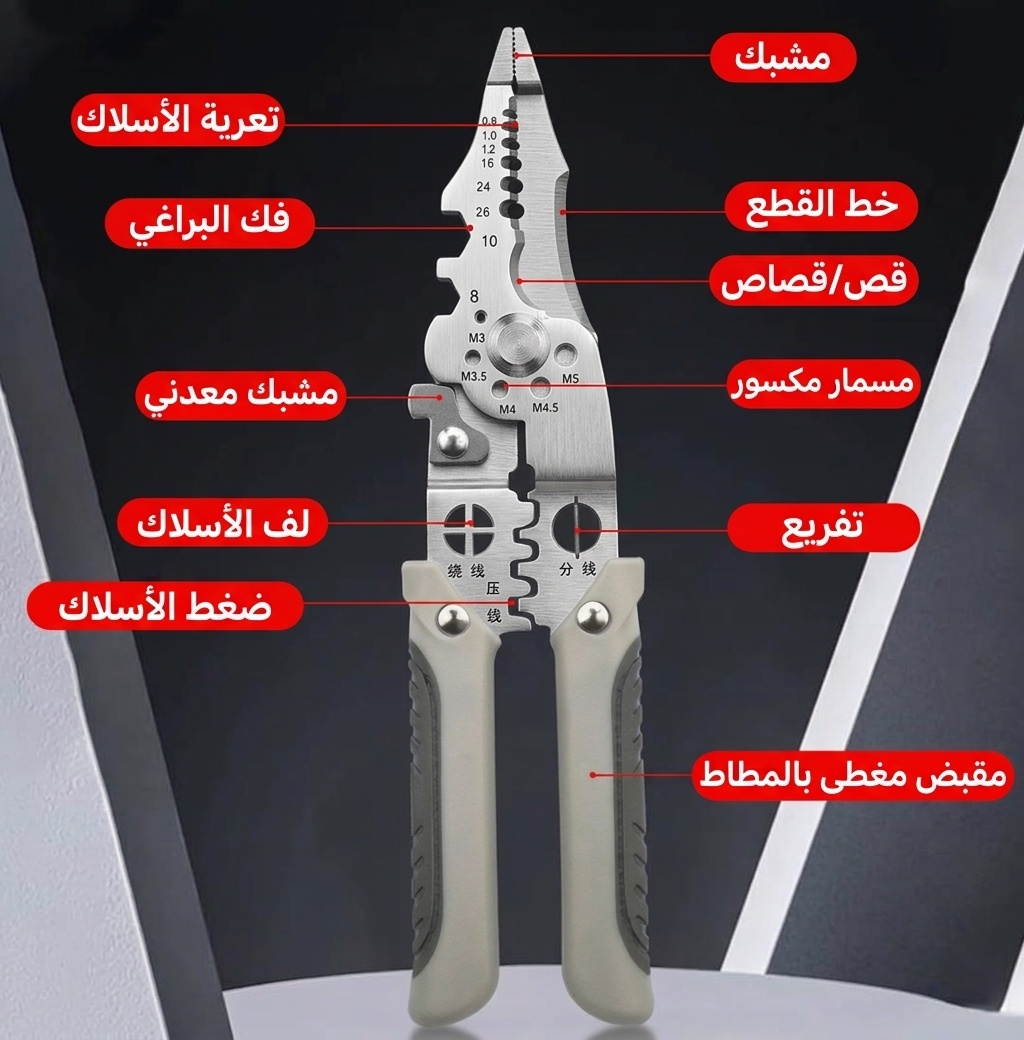 مشبك
تعرية الأسلاك
0.8
1.0
1.2
16
24
26
10
8
خط القطع
فك البراغي
قص/قصاص
M3
M3.5
M4
M4.5
M5
مسمار مكسور
مشبك معدني
لف الأسلاك
تفريع
绕 线
分 线
压
线
ضغط الأسلاك
مقبض مغطى بالمطاط